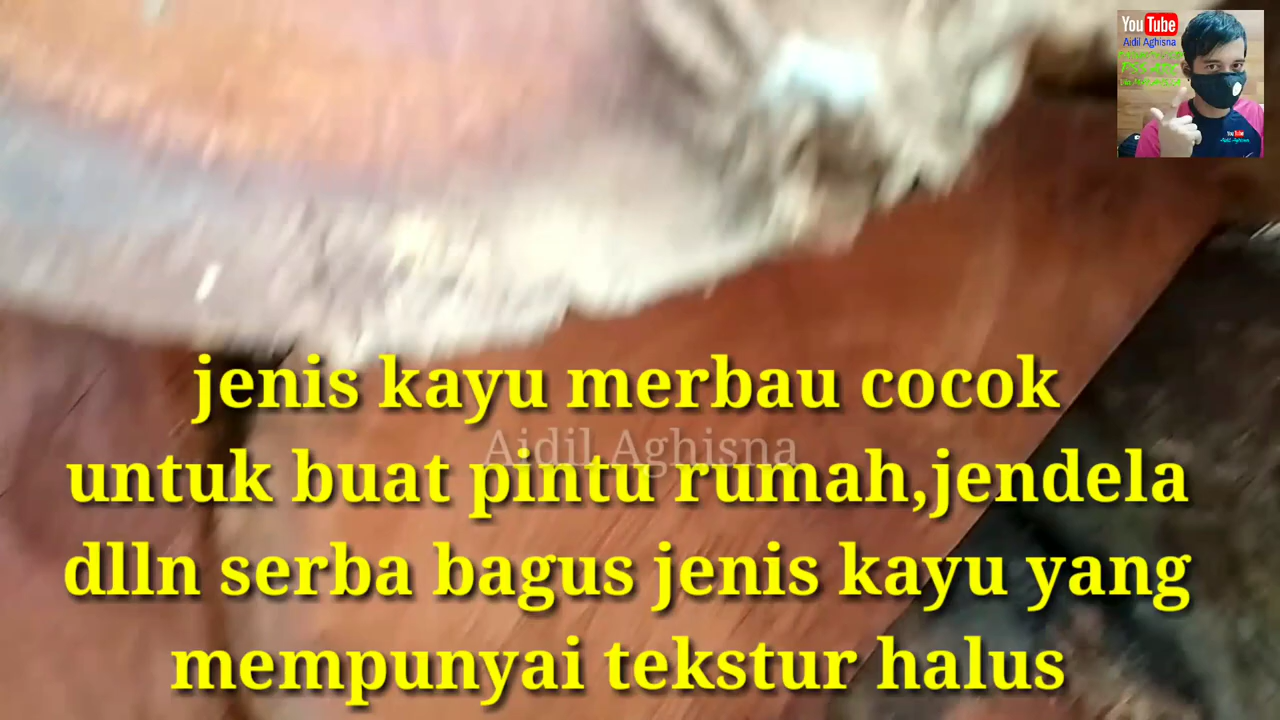 YouTube
Aidil Aghisna
YouTube
jenis kayu merbau cocok
Aidil Aghisna
untuk buat pintu rumah,jendela
dlln serba bagus jenis kayu yang
mempunyai tekstur halus